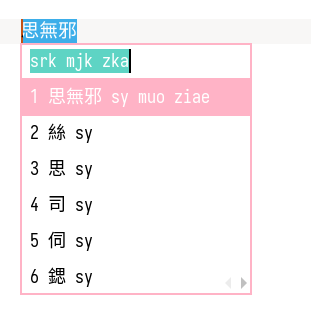 思無邪
srk mjk zka
1 思無邪 sy muo ziae
2 絲 sy
3 思 sy
4 司 sy
5 伺 sy
6 鍶 sy